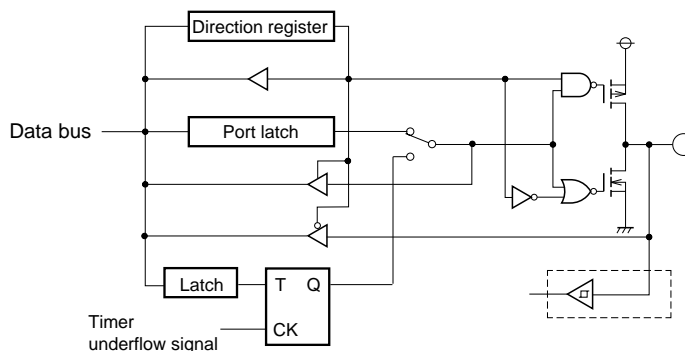 Direction register
Data bus
Port latch
Latch
T Q
CK
Timer
underflow signal